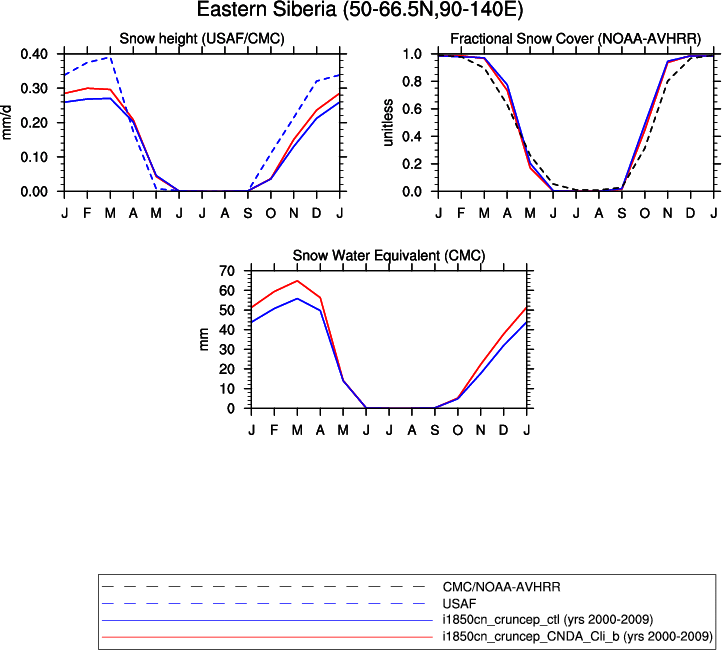 Eastern Siberia (50-66.5N,90-140E)
Snow height (USAF/CMC)
0.40
0.30
0.20
0.10
0.00
mm/d
J F M A M J J A S O N D J
Fractional Snow Cover (NOAA-AVHRR)
1.0
0.8
0.6
0.4
0.2
0.0
unitless
J F M A M J J A S O N D J
Snow Water Equivalent (CMC)
70
60
50
40
30
20
10
0
mm
J F M A M J J A S O N D J
CMC/NOAA-AVHRR
USAF
i1850cn_cruncep_ctl (yrs 2000-2009)
i1850cn_cruncep_CNDA_Cli_b (yrs 2000-2009)